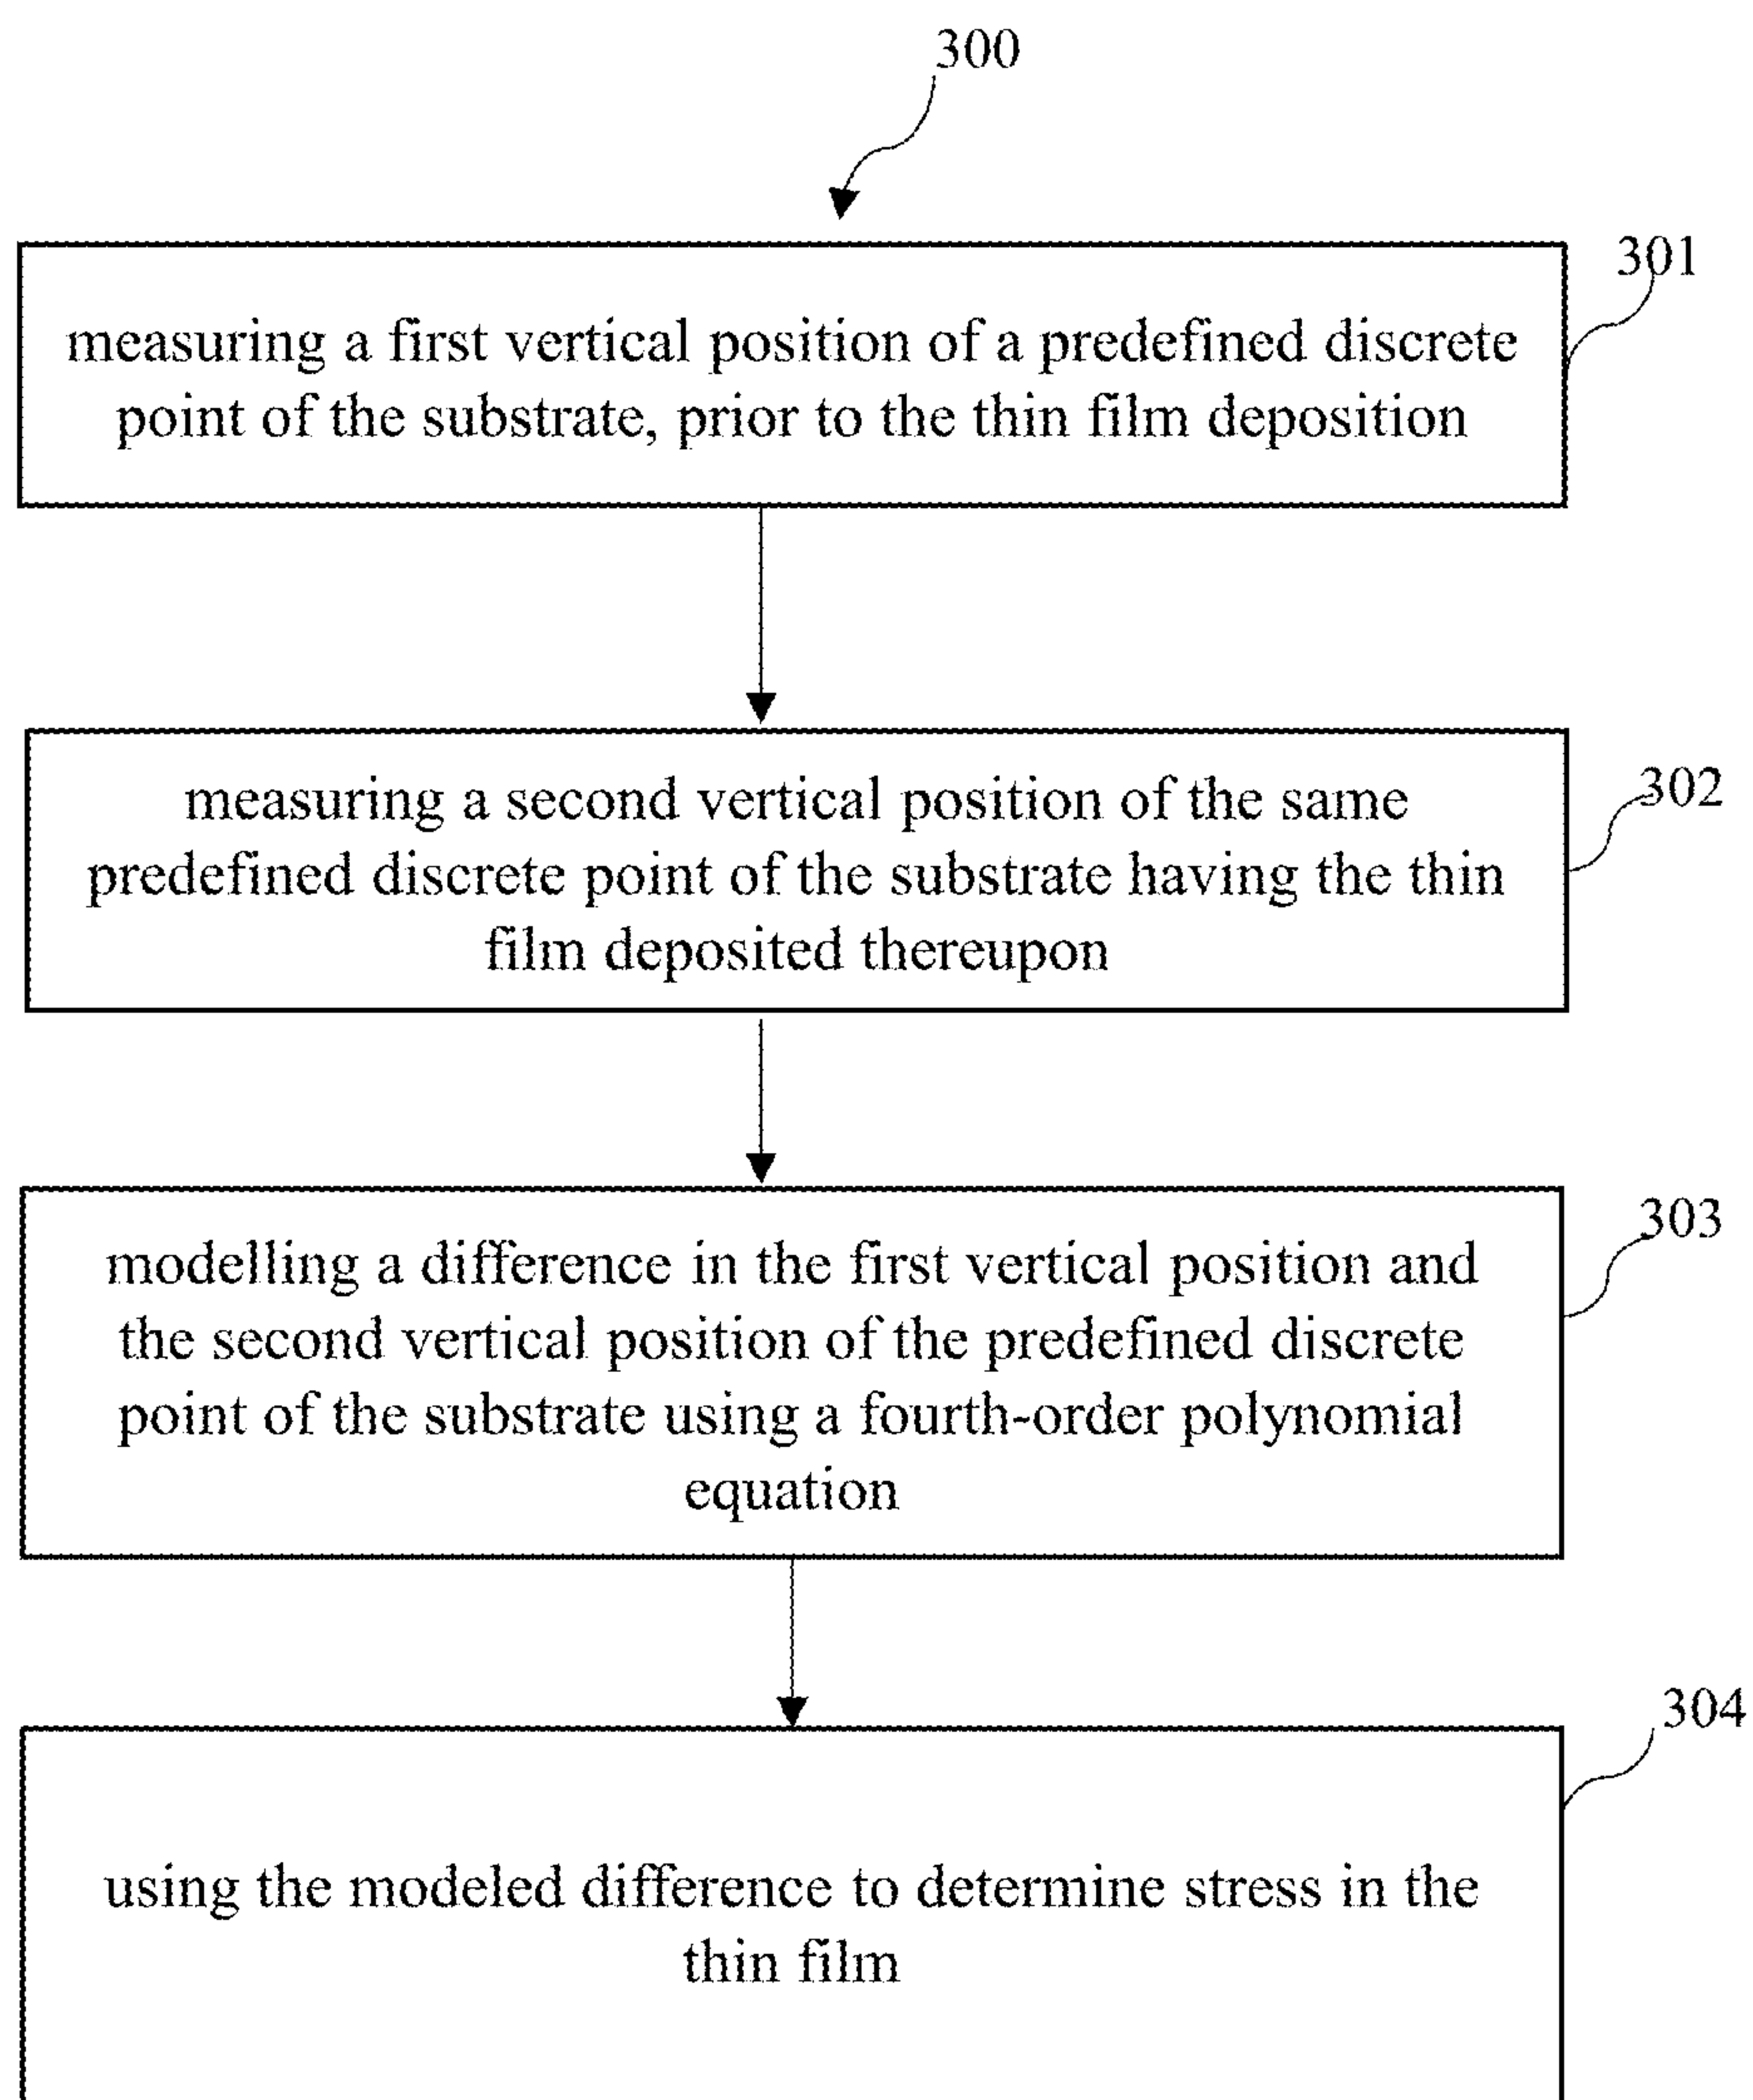 300
301
measuring a first vertical position of a predefined discrete
point of the substrate, prior to the thin film deposition
302
measuring a second vertical position of the same
predefined discrete point of the substrate having the thin
film deposited thereupon
303
modelling a difference in the first vertical position and
the second vertical position of the predefined discrete
point of the substrate using a fourth-order polynomial
equation
304
using the modeled difference to determine stress in the
thin film